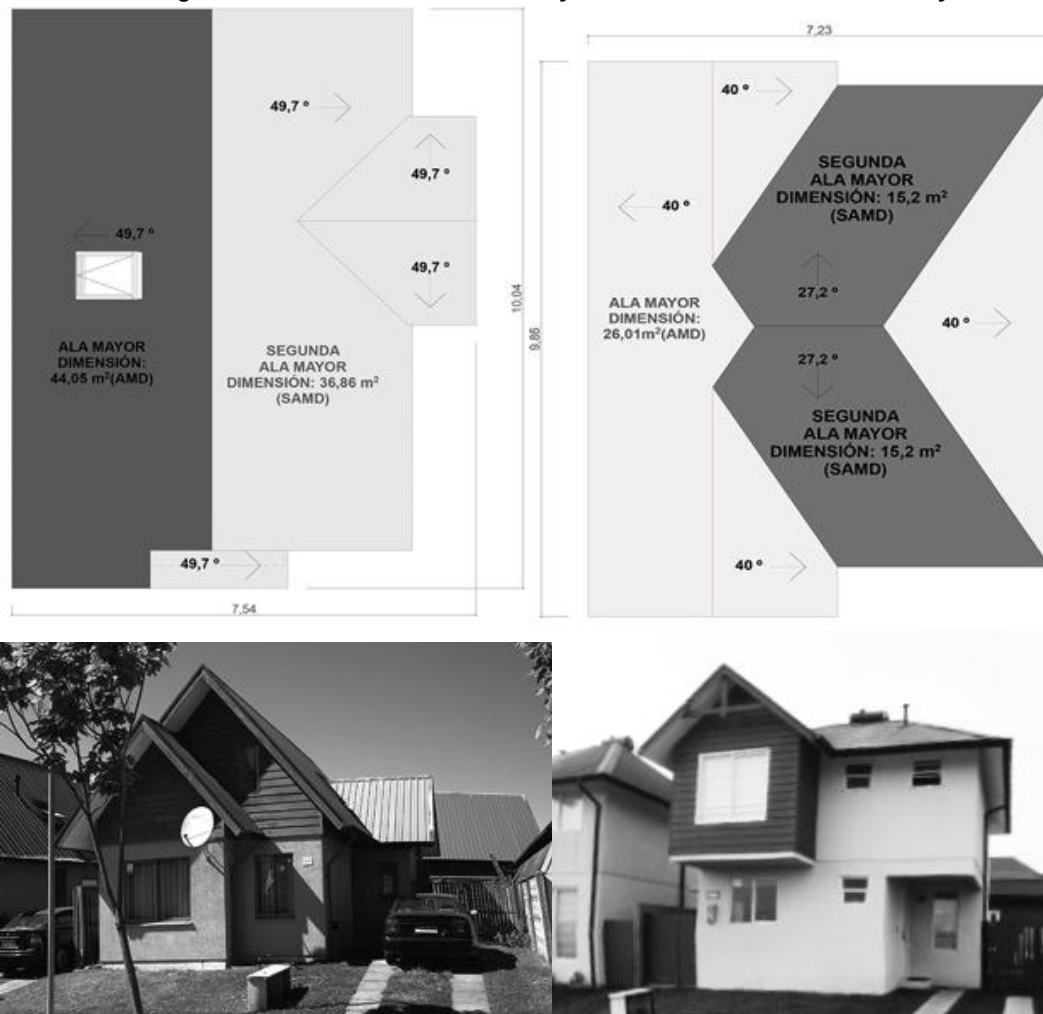 49,7 º
49,7 º
49,7 º
49,7 º
ALA MAYOR
DIMENSIÓN:
44,05 m²(AMD)
SEGUNDA
ALA MAYOR
DIMENSIÓN: 36,86 m²
(SAMD)
49,7 º
7,54
10,04
7,23
9,86
40 º
SEGUNDA
ALA MAYOR
DIMENSIÓN: 15,2 m²
(SAMD)
40 º
27,2 º
ALA MAYOR
DIMENSIÓN:
26,01m²(AMD)
40 º
27,2 º
SEGUNDA
ALA MAYOR
DIMENSIÓN: 15,2 m²
(SAMD)
40 º